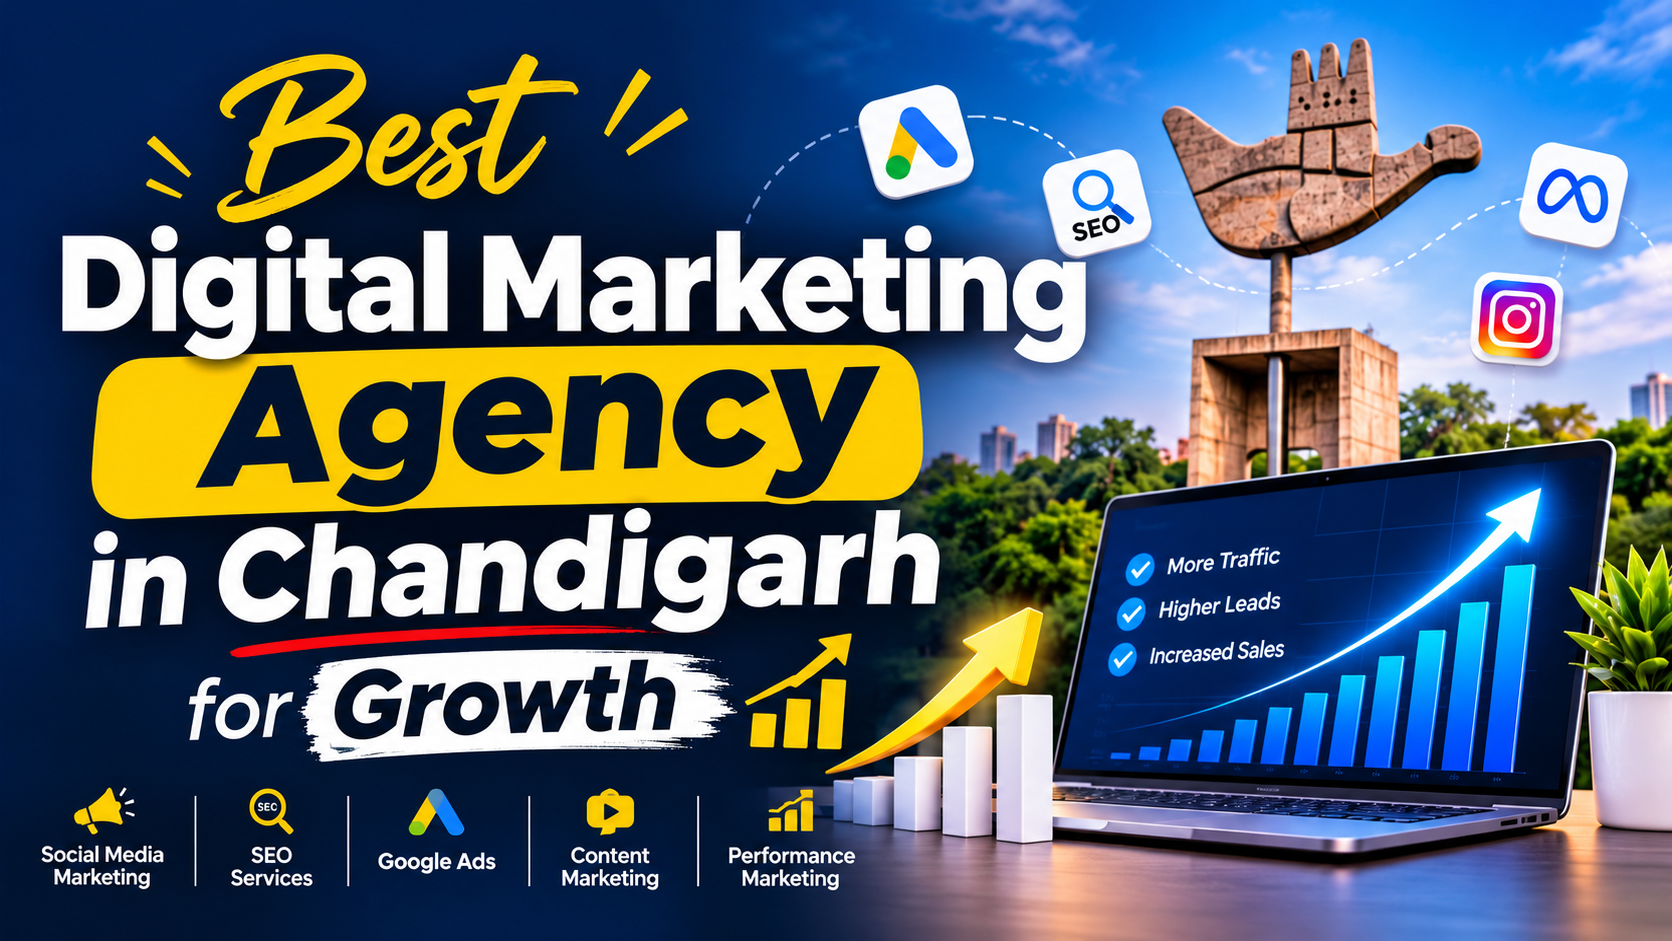 Best
Digital Marketing
Agency
in Chandigarh
for Growth
SEO
More Traffic
Higher Leads
Increased Sales
Social Media
Marketing
SEC
SEO
Services
Google Ads
Content
Marketing
Performance
Marketing